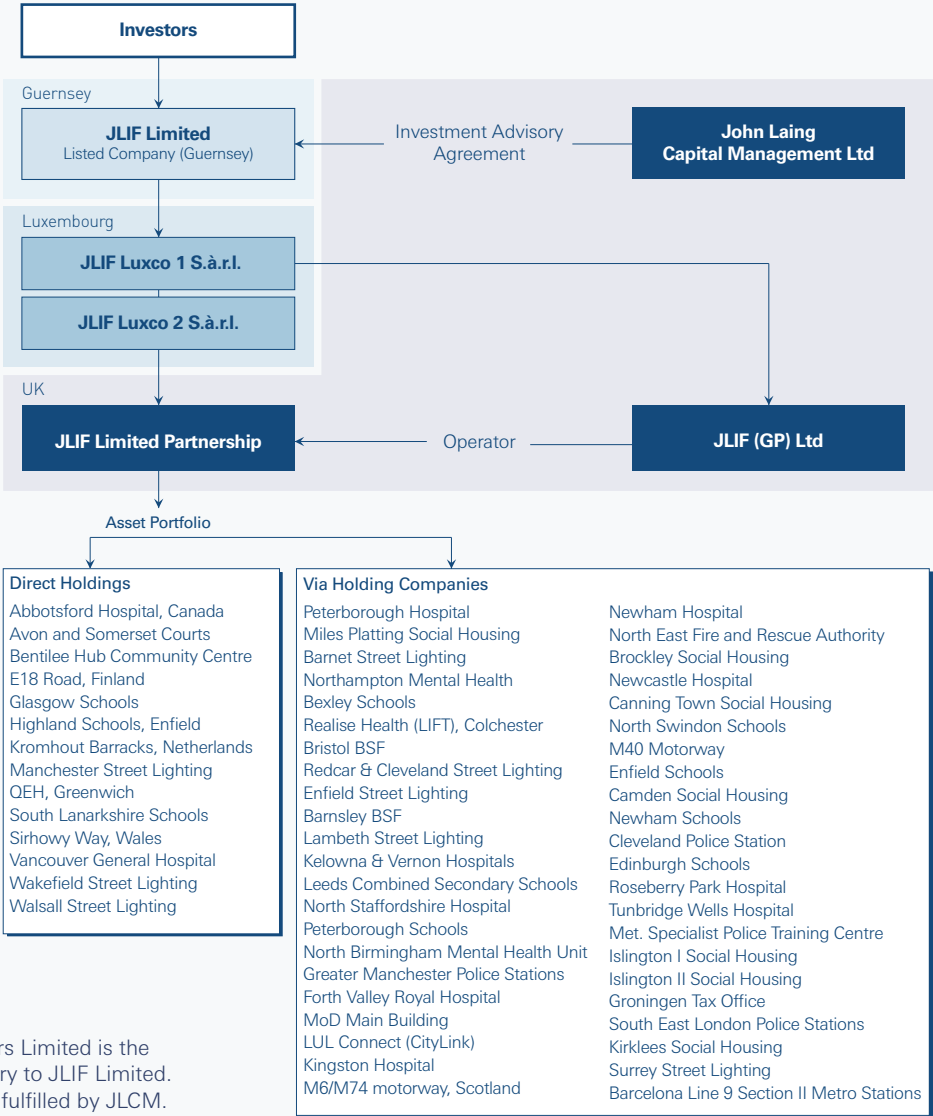 Investors
Guernsey
JLIF Limited
Listed Company (Guernsey)
Investment Advisory
Agreement
John Laing
Capital Management Ltd
Luxembourg
JLIF Luxco 1 S.à.r.l.
JLIF Luxco 2 S.à.r.l.
UK
JLIF Limited Partnership
Operator
JLIF (GP) Ltd
Asset Portfolio
Direct Holdings
Abbotsford Hospital, Canada
Avon and Somerset Courts
Bentilee Hub Community Centre
E18 Road, Finland
Glasgow Schools
Highland Schools, Enfield
Kromhout Barracks, Netherlands
Manchester Street Lighting
QEH, Greenwich
South Lanarkshire Schools
Sirhowy Way, Wales
Vancouver General Hospital
Wakefield Street Lighting
Walsall Street Lighting
Via Holding Companies
Peterborough Hospital
Miles Platting Social Housing
Barnet Street Lighting
Northampton Mental Health
Bexley Schools
Realise Health (LIFT), Colchester
Bristol BSF
Redcar & Cleveland Street Lighting
Enfield Street Lighting
Barnsley BSF
Lambeth Street Lighting
Kelowna & Vernon Hospitals
Leeds Combined Secondary Schools
North Staffordshire Hospital
Peterborough Schools
North Birmingham Mental Health Unit
Greater Manchester Police Stations
Forth Valley Royal Hospital
MoD Main Building
LUL Connect (CityLink)
Kingston Hospital
M6/M74 motorway, Scotland
Newham Hospital
North East Fire and Rescue Authority
Brockley Social Housing
Newcastle Hospital
Canning Town Social Housing
North Swindon Schools
M40 Motorway
Enfield Schools
Camden Social Housing
Newham Schools
Cleveland Police Station
Edinburgh Schools
Roseberry Park Hospital
Tunbridge Wells Hospital
Met. Specialist Police Training Centre
Islington I Social Housing
Islington II Social Housing
Groningen Tax Office
South East London Police Stations
Kirklees Social Housing
Surrey Street Lighting
Barcelona Line 9 Section II Metro Stations
rs Limited is the
ry to JLIF Limited.
fulfilled by JLCM.